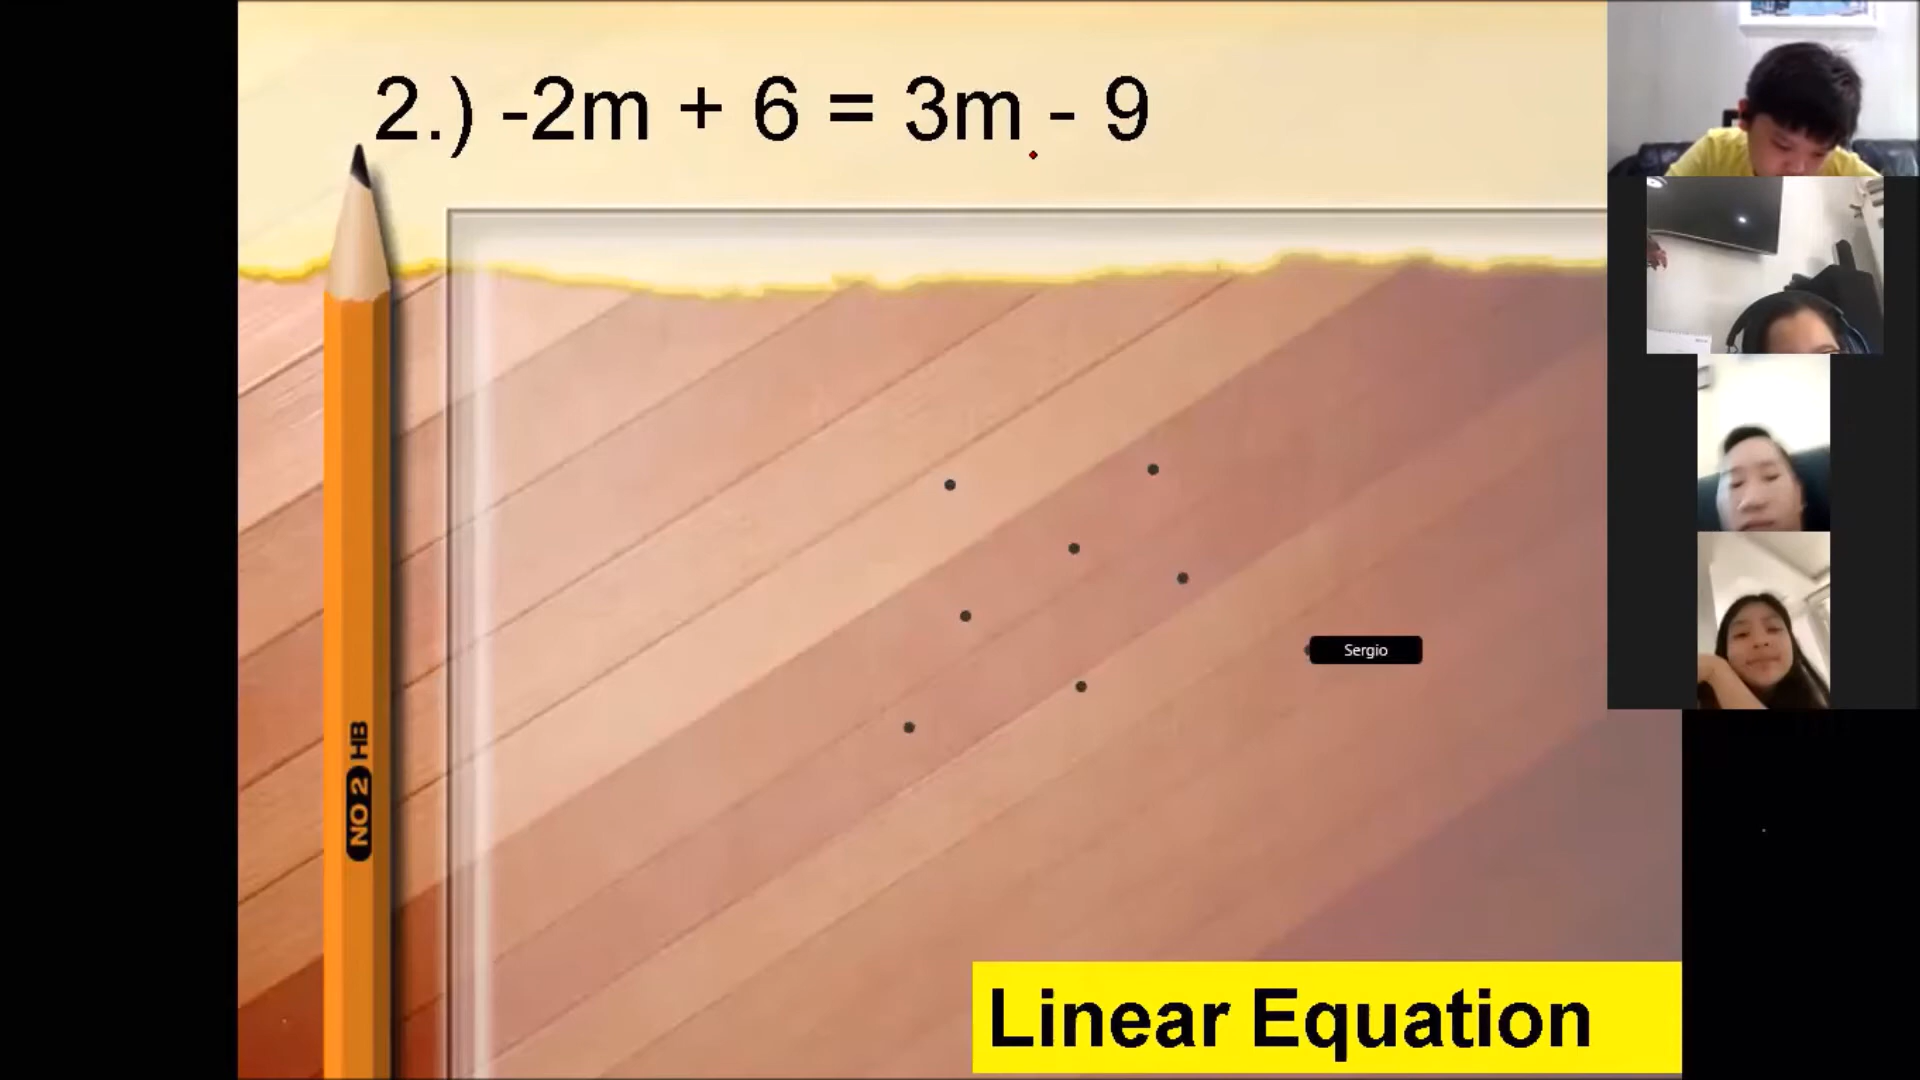 2.) -2m + 6 = 3m - 9
Sergio
NO 2 HB
Linear Equation